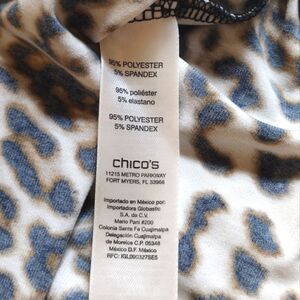 95% POLYESTER
5% SPANDEX
95% poliéster
5% elastano
95% POLYESTER
5% SPANDEX
chico's
11215 METRO PARKWAY
FORT MYERS, FL 33966
Importado en México por:
Importadora Globastic
S.A. de C.V.
Mario Pani #200
Colonia Santa Fe Cuajimalpa
Delegación Cuajimalpa
de Morelos C.P. 05348
México D.F. México